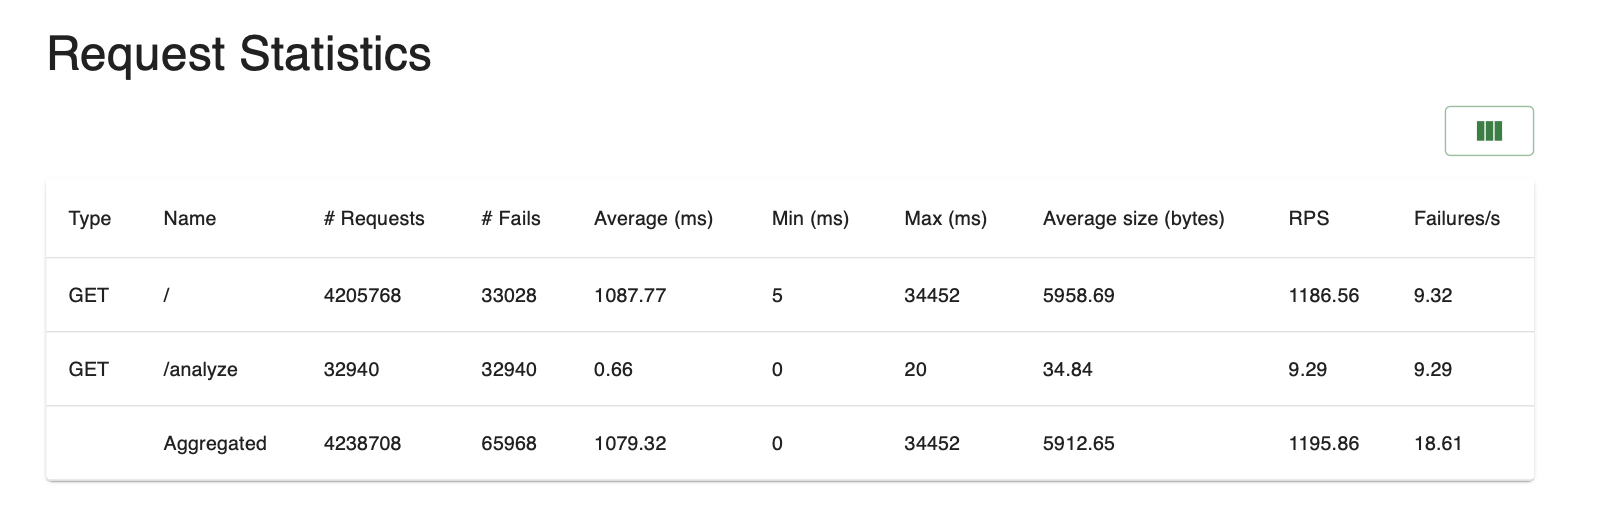 Request Statistics
Type Name # Requests # Fails Average (ms) Min (ms) Max (ms) Average size (bytes) RPS Failures/s
GET / 4205768 33028 1087.77 5 34452 5958.69 1186.56 9.32
GET /analyze 32940 32940 0.66 0 20 34.84 9.29 9.29
Aggregated 4238708 65968 1079.32 0 34452 5912.65 1195.86 18.61